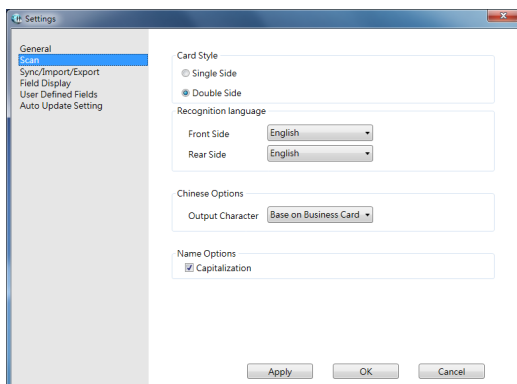 Settings
General
Scan
Sync/Import/Export
Field Display
User Defined Fields
Auto Update Setting
Card Style
Single Side
Double Side
Recognition language
Front Side English
Rear Side English
Chinese Options
Output Character Base on Business Card
Name Options
Capitalization
Apply OK Cancel